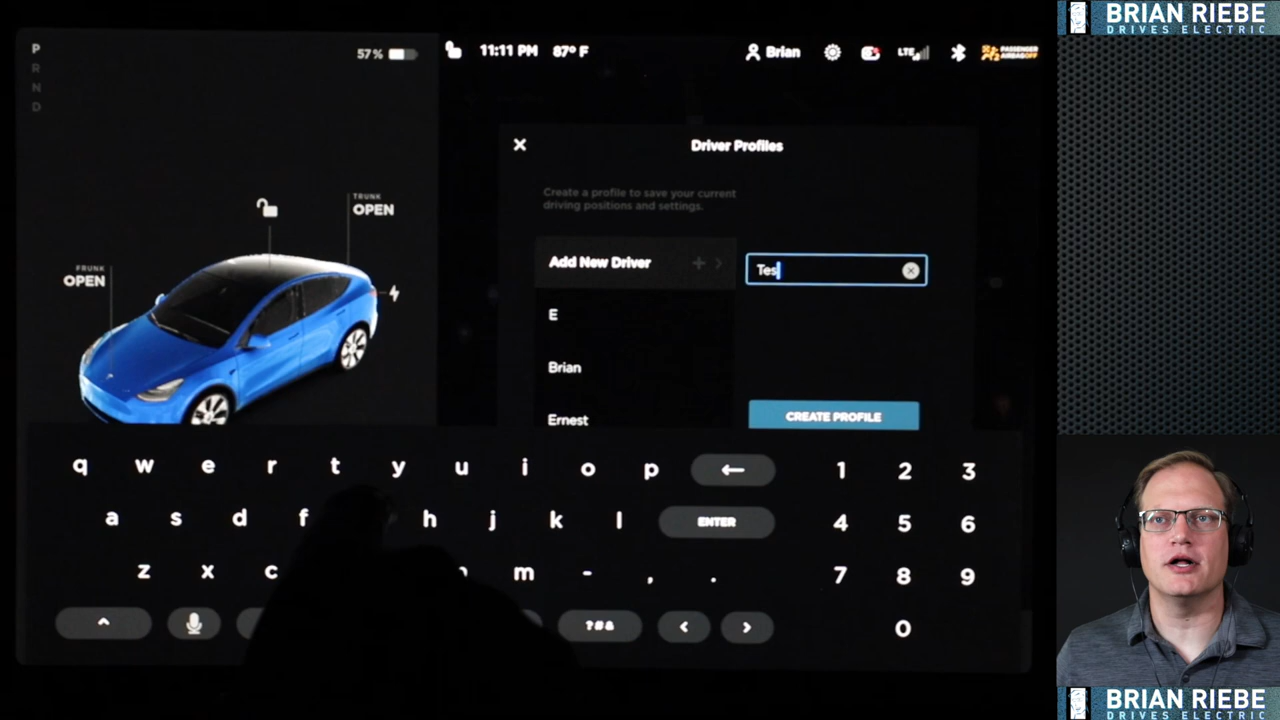 BRIAN RIEBE
DRIVES ELECTRIC
P
R
N
D
57%
11:11 PM
87° F
Brian
LTE
PASSENGER
AIRBAG OFF
Driver Profiles
Create a profile to save your current
driving positions and settings.
TRUNK
OPEN
FRUNK
OPEN
Add New Driver + >
Tes
E
Brian
Ernest
CREATE PROFILE
q w e r t y u i o p ← 1 2 3
a s d f h j k l ENTER 4 5 6
z x c m - , . 7 8 9
^ ?#& < > 0
BRIAN RIEBE
DRIVES ELECTRIC